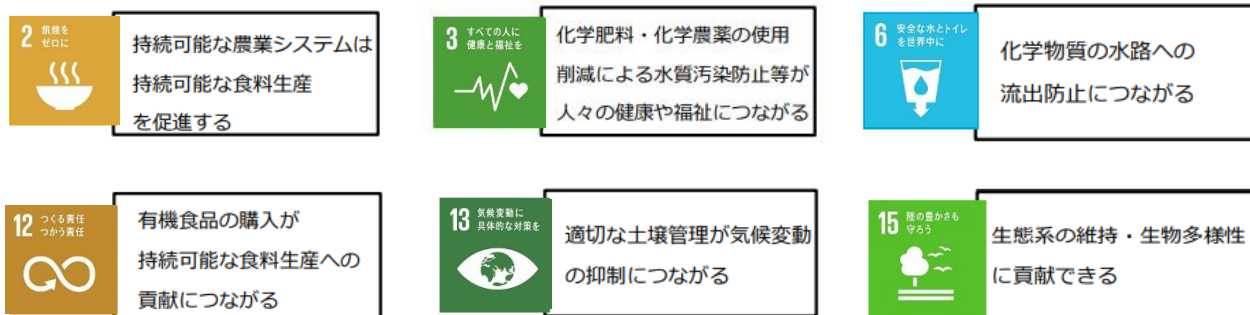 2 飢餓を
ゼロに
持続可能な農業システムは
持続可能な食料生産
を促進する
3 すべての人に
健康と福祉を
化学肥料・化学農薬の使用
削減による水質汚染防止等が
人々の健康や福祉につながる
6 安全な水とトイレ
を世界中に
化学物質の水路への
流出防止につながる
12 つくる責任
つかう責任
有機食品の購入が
持続可能な食料生産への
貢献につながる
13 気候変動に
具体的な対策を
適切な土壌管理が気候変動
の抑制につながる
15 陸の豊かさも
守ろう
生態系の維持・生物多様性
に貢献できる